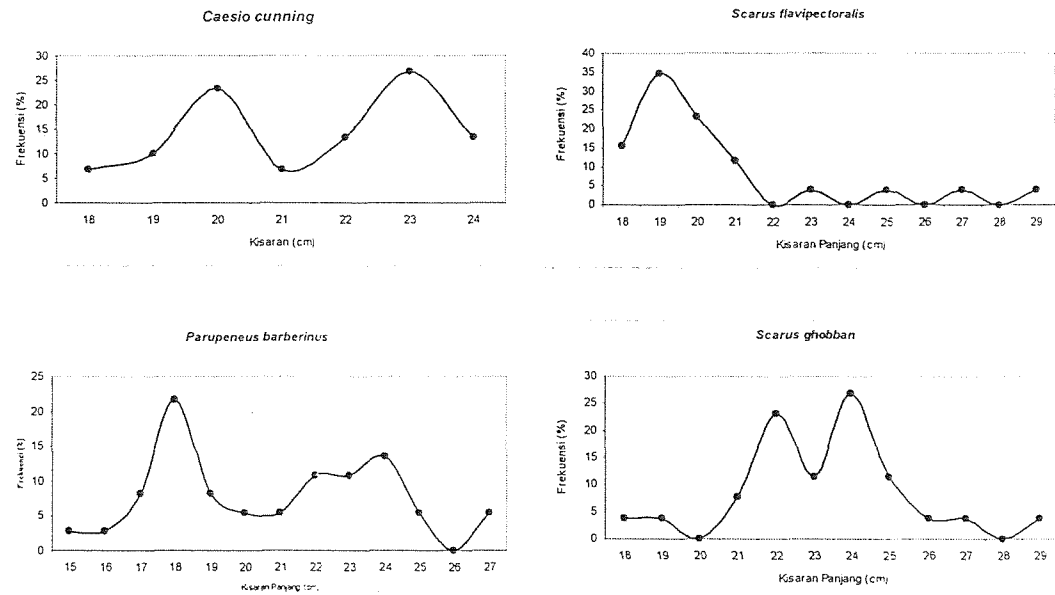 Caesio cunning
Frekuensi (%)
30
25
20
15
10
5
0
18 19 20 21 22 23 24
Kisaran (cm)
Scarus flavipectoralis
Frekuensi (%)
40
35
30
25
20
15
10
5
0
18 19 20 21 22 23 24 25 26 27 28 29
Kisaran Panjang (cm)
Parupeneus barberinus
25
20
15
10
5
0
15 16 17 18 19 20 21 22 23 24 25 26 27
Kisaran Panjang (cm)
Scarus ghobban
Frekuensi (%)
30
25
20
15
10
5
0
18 19 20 21 22 23 24 25 26 27 28 29
Kisaran Panjang (cm)